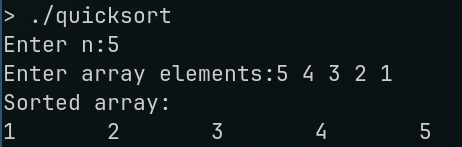 > ./quicksort
Enter n:5
Enter array elements:5 4 3 2 1
Sorted array:
1       2       3       4       5